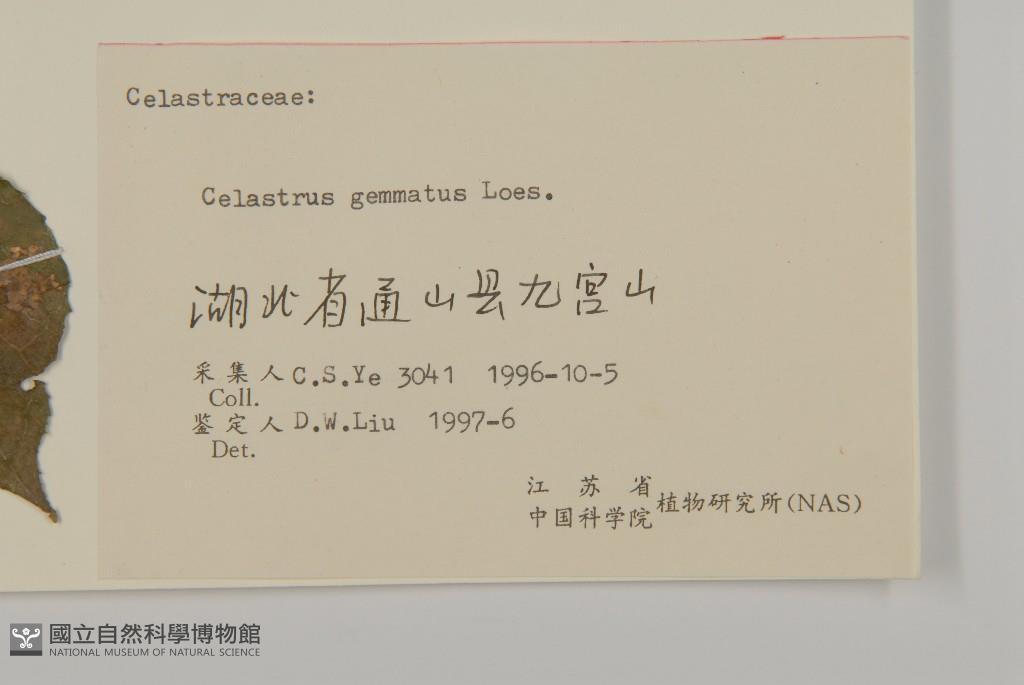 Celastraceae:
Celastrus gemmatus Loes.
湖北省通山县九宫山
采集人 C.S.Ye 3041 1996-10-5
Coll.
鉴定人 D.W.Liu 1997-6
Det.
江苏省
中国科学院 植物研究所(NAS)
國立自然科學博物館
NATIONAL MUSEUM OF NATURAL SCIENCE